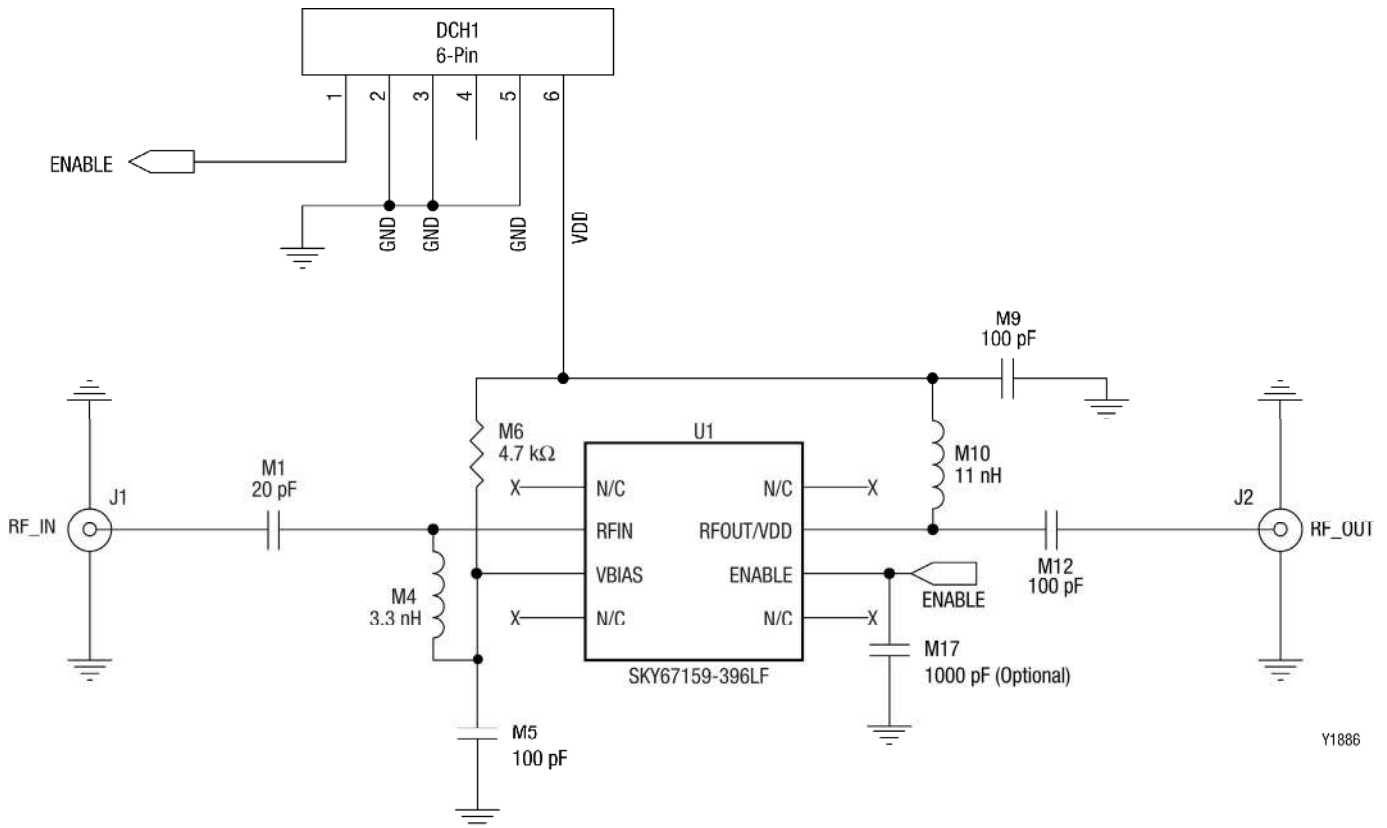 DCH1
6-Pin
1
2
3
4
5
6
ENABLE
GND
GND
GND
VDD
M9
100 pF
M6
4.7 kΩ
U1
M10
11 nH
M1
20 pF
J1
N/C
N/C
X
X
J2
RF_IN
RFIN
RFOUT/VDD
RF_OUT
M12
100 pF
VBIAS
ENABLE
ENABLE
M4
3.3 nH
X
N/C
N/C
X
M17
1000 pF (Optional)
SKY67159-396LF
M5
100 pF
Y1886